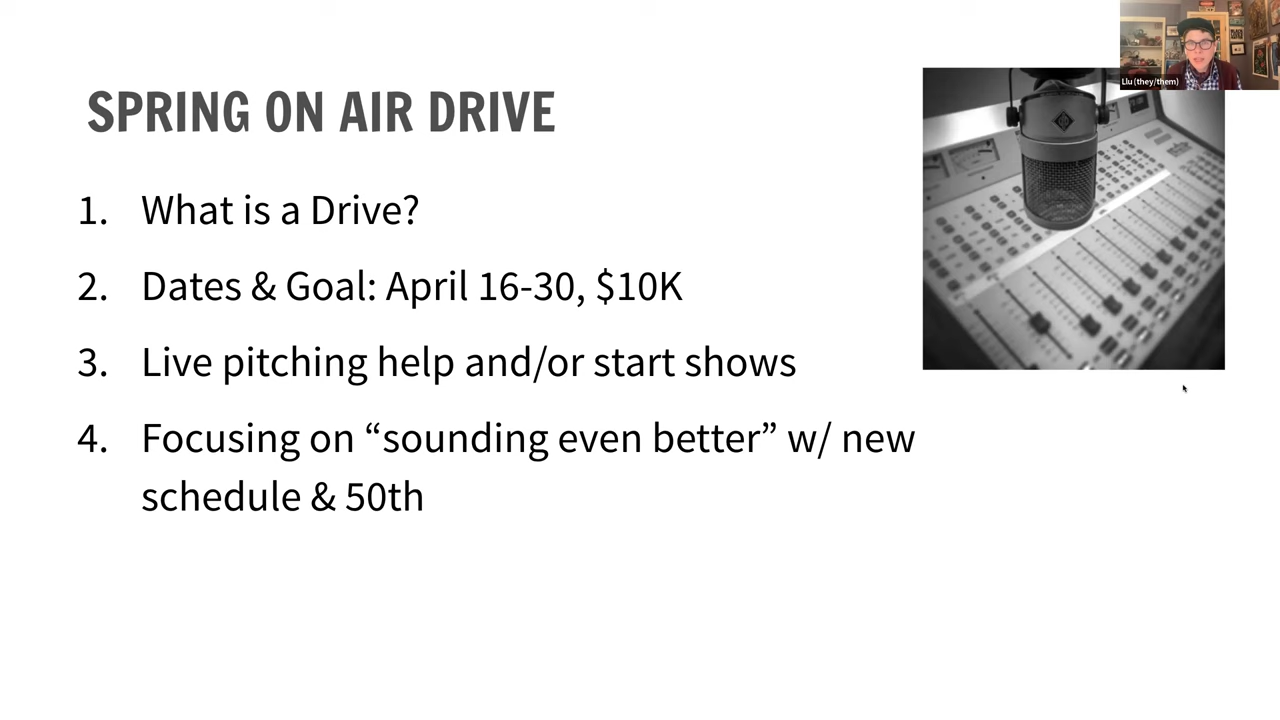 Llu (they/them)
SPRING ON AIR DRIVE
1. What is a Drive?
2. Dates & Goal: April 16-30, $10K
3. Live pitching help and/or start shows
4. Focusing on “sounding even better” w/ new
schedule & 50th